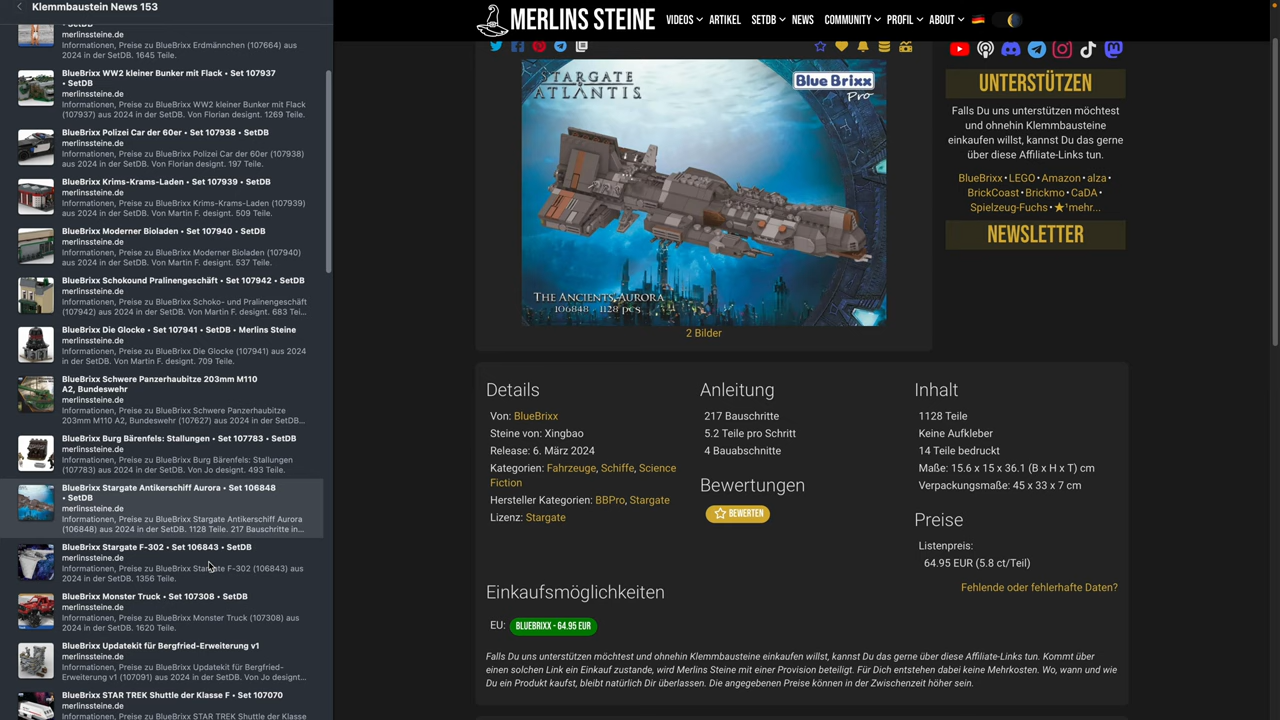 Klemmbaustein News 153
merlinssteine.de
Informationen, Preise zu BlueBrixx Erdmännchen (107664) aus
2024 in der SetDB. 1645 Teile.
BlueBrixx WW2 kleiner Bunker mit Flack • Set 107937
• SetDB
merlinssteine.de
Informationen, Preise zu BlueBrixx WW2 kleiner Bunker mit Flack
(107937) aus 2024 in der SetDB. Von Florian designt. 1269 Teile.
BlueBrixx Polizei Car der 60er • Set 107938 • SetDB
merlinssteine.de
Informationen, Preise zu BlueBrixx Polizei Car der 60er (107938)
aus 2024 in der SetDB. Von Florian designt. 197 Teile.
BlueBrixx Krims-Krams-Laden • Set 107939 • SetDB
merlinssteine.de
Informationen, Preise zu BlueBrixx Krims-Krams-Laden (107939)
aus 2024 in der SetDB. Von Martin F. designt. 509 Teile.
BlueBrixx Moderner Bioladen • Set 107940 • SetDB
merlinssteine.de
Informationen, Preise zu BlueBrixx Moderner Bioladen (107940)
aus 2024 in der SetDB. Von Martin F. designt. 537 Teile.
BlueBrixx Schokound Pralinengeschäft • Set 107942 • SetDB
merlinssteine.de
Informationen, Preise zu BlueBrixx Schoko- und Pralinengeschäft
(107942) aus 2024 in der SetDB. Von Martin F. designt. 683 Tei...
BlueBrixx Die Glocke • Set 107941 • SetDB • Merlins Steine
merlinssteine.de
Informationen, Preise zu BlueBrixx Die Glocke (107941) aus 2024
in der SetDB. Von Martin F. designt. 709 Teile.
BlueBrixx Schwere Panzerhaubitze 203mm M110
A2, Bundeswehr
merlinssteine.de
Informationen, Preise zu BlueBrixx Schwere Panzerhaubitze
203mm M110 A2, Bundeswehr (107627) aus 2024 in der SetDB...
BlueBrixx Burg Bärenfels: Stallungen • Set 107783 • SetDB
merlinssteine.de
Informationen, Preise zu BlueBrixx Burg Bärenfels: Stallungen
(107783) aus 2024 in der SetDB. Von Jo designt. 493 Teile.
BlueBrixx Stargate Antikerschiff Aurora • Set 106848
• SetDB
merlinssteine.de
Informationen, Preise zu BlueBrixx Stargate Antikerschiff Aurora
(106848) aus 2024 in der SetDB. 1128 Teile. 217 Bauschritte in...
BlueBrixx Stargate F-302 • Set 106843 • SetDB
merlinssteine.de
Informationen, Preise zu BlueBrixx Stargate F-302 (106843) aus
2024 in der SetDB. 1356 Teile.
BlueBrixx Monster Truck • Set 107308 • SetDB
merlinssteine.de
Informationen, Preise zu BlueBrixx Monster Truck (107308) aus
2024 in der SetDB. 1620 Teile.
BlueBrixx Updatekit für Bergfried-Erweiterung v1
merlinssteine.de
Informationen, Preise zu BlueBrixx Updatekit für Bergfried-
Erweiterung v1 (107091) aus 2024 in der SetDB. Von Jo designt...
BlueBrixx STAR TREK Shuttle der Klasse F • Set 107070
merlinssteine.de
Informationen, Preise zu BlueBrixx STAR TREK Shuttle der Klasse
MERLINS STEINE
VIDEOS ARTIKEL SETDB NEWS COMMUNITY PROFIL ABOUT
STARGATE
ATLANTIS
Blue Brixx
Pro
THE ANCIENTS AURORA
106848 - 1128 pcs
2 Bilder
Details
Von: BlueBrixx
Steine von: Xingbao
Release: 6. März 2024
Kategorien: Fahrzeuge, Schiffe, Science
Fiction
Hersteller Kategorien: BBPro, Stargate
Lizenz: Stargate
Anleitung
217 Bauschritte
5.2 Teile pro Schritt
4 Bauabschnitte
Bewertungen
BEWERTEN
Inhalt
1128 Teile
Keine Aufkleber
14 Teile bedruckt
Maße: 15.6 x 15 x 36.1 (B x H x T) cm
Verpackungsmaße: 45 x 33 x 7 cm
Preise
Listenpreis:
64.95 EUR (5.8 ct/Teil)
Fehlende oder fehlerhafte Daten?
Einkaufsmöglichkeiten
EU: BLUEBRIXX - 64.95 EUR
Falls Du uns unterstützen möchtest und ohnehin Klemmbausteine einkaufen willst, kannst Du das gerne über diese Affiliate-Links tun. Kommt über
einen solchen Link ein Einkauf zustande, wird Merlins Steine mit einer Provision beteiligt. Für Dich entstehen dabei keine Mehrkosten. Wo, wann und wie
Du ein Produkt kaufst, bleibt natürlich Dir überlassen. Die angegebenen Preise können in der Zwischenzeit höher sein.
UNTERSTÜTZEN
Falls Du uns unterstützen möchtest
und ohnehin Klemmbausteine
einkaufen willst, kannst Du das gerne
über diese Affiliate-Links tun.
BlueBrixx • LEGO • Amazon • alza •
BrickCoast • Brickmo • CaDA •
Spielzeug-Fuchs • ★¹mehr...
NEWSLETTER